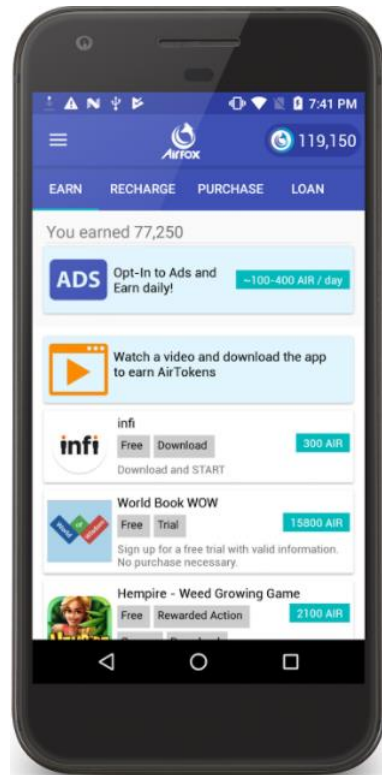 7:41 PM
Airfox
119,150
EARN RECHARGE PURCHASE LOAN
You earned 77,250
ADS
Opt-In to Ads and
Earn daily!
~100-400 AIR / day
Watch a video and download the app
to earn AirTokens
infi
infi
Free Download
300 AIR
Download and START
World Book WOW
World of Wisdom
Free Trial
15800 AIR
Sign up for a free trial with valid information.
No purchase necessary.
Hempire - Weed Growing Game
Free Rewarded Action
2100 AIR